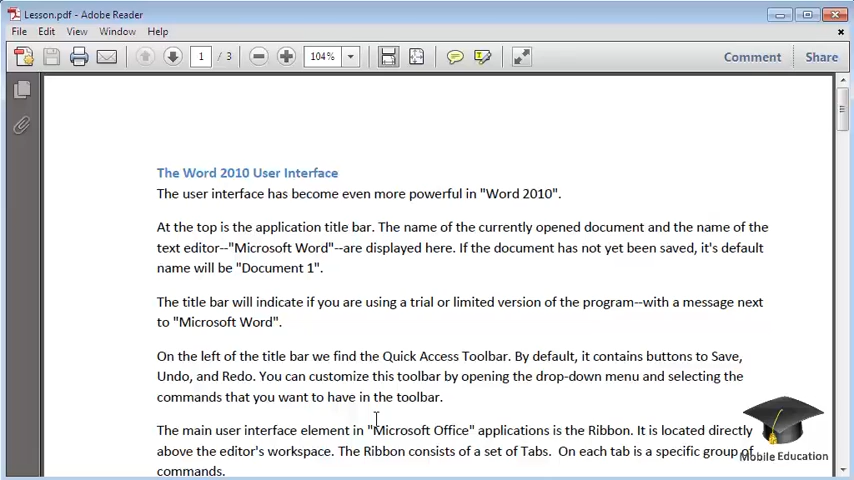 Lesson.pdf - Adobe Reader
File Edit View Window Help
1 / 3 104% Comment Share
The Word 2010 User Interface
The user interface has become even more powerful in "Word 2010".
At the top is the application title bar. The name of the currently opened document and the name of the
text editor--"Microsoft Word"--are displayed here. If the document has not yet been saved, it's default
name will be "Document 1".
The title bar will indicate if you are using a trial or limited version of the program--with a message next
to "Microsoft Word".
On the left of the title bar we find the Quick Access Toolbar. By default, it contains buttons to Save,
Undo, and Redo. You can customize this toolbar by opening the drop-down menu and selecting the
commands that you want to have in the toolbar.
The main user interface element in "Microsoft Office" applications is the Ribbon. It is located directly
above the editor's workspace. The Ribbon consists of a set of Tabs.  On each tab is a specific group of
commands.
Mobile Education